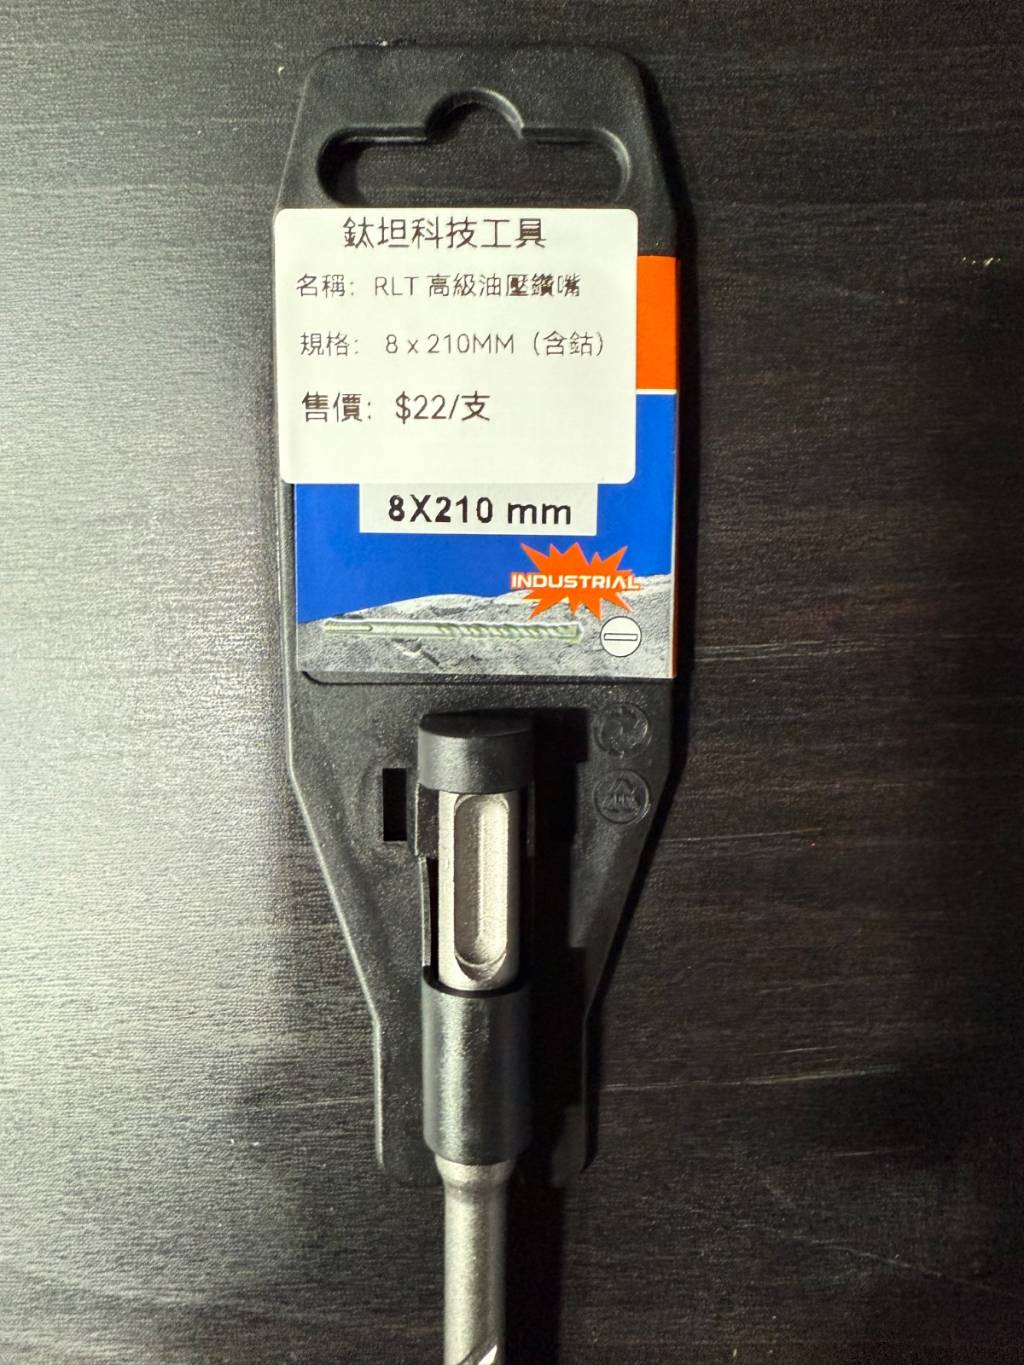 鈦坦科技工具
名稱： RLT 高級油壓鑽嘴
規格： 8 x 210MM（含鈷）
售價： $22/支
8X210 mm
INDUSTRIAL